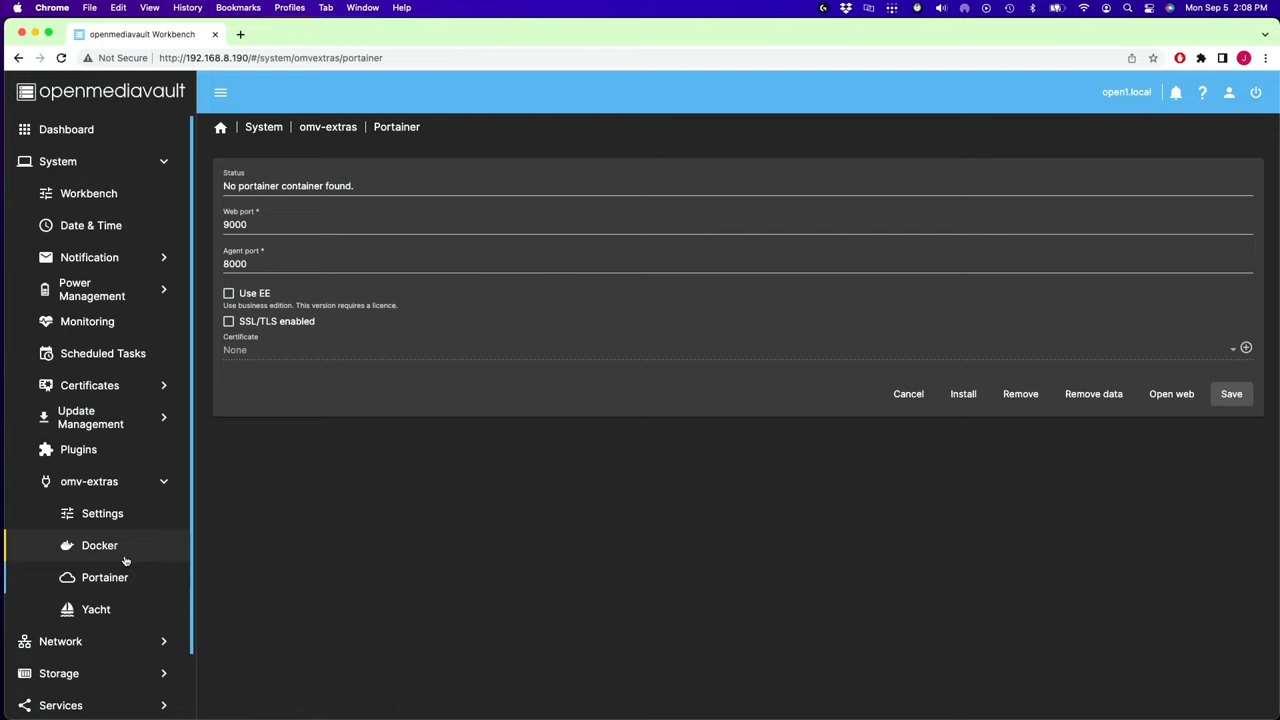 Chrome File Edit View History Bookmarks Profiles Tab Window Help Mon Sep 5 2:08 PM
openmediavault Workbench
Not Secure http://192.168.8.190/#/system/omvextras/portainer J
openmediavault
open1.local
Dashboard
System
Workbench
Date & Time
Notification
Power
Management
Monitoring
Scheduled Tasks
Certificates
Update
Management
Plugins
omv-extras
Settings
Docker
Portainer
Yacht
Network
Storage
Services
System | omv-extras | Portainer
Status
No portainer container found.
Web port *
9000
Agent port *
8000
Use EE
Use business edition. This version requires a licence.
SSL/TLS enabled
Certificate
None
Cancel Install Remove Remove data Open web Save